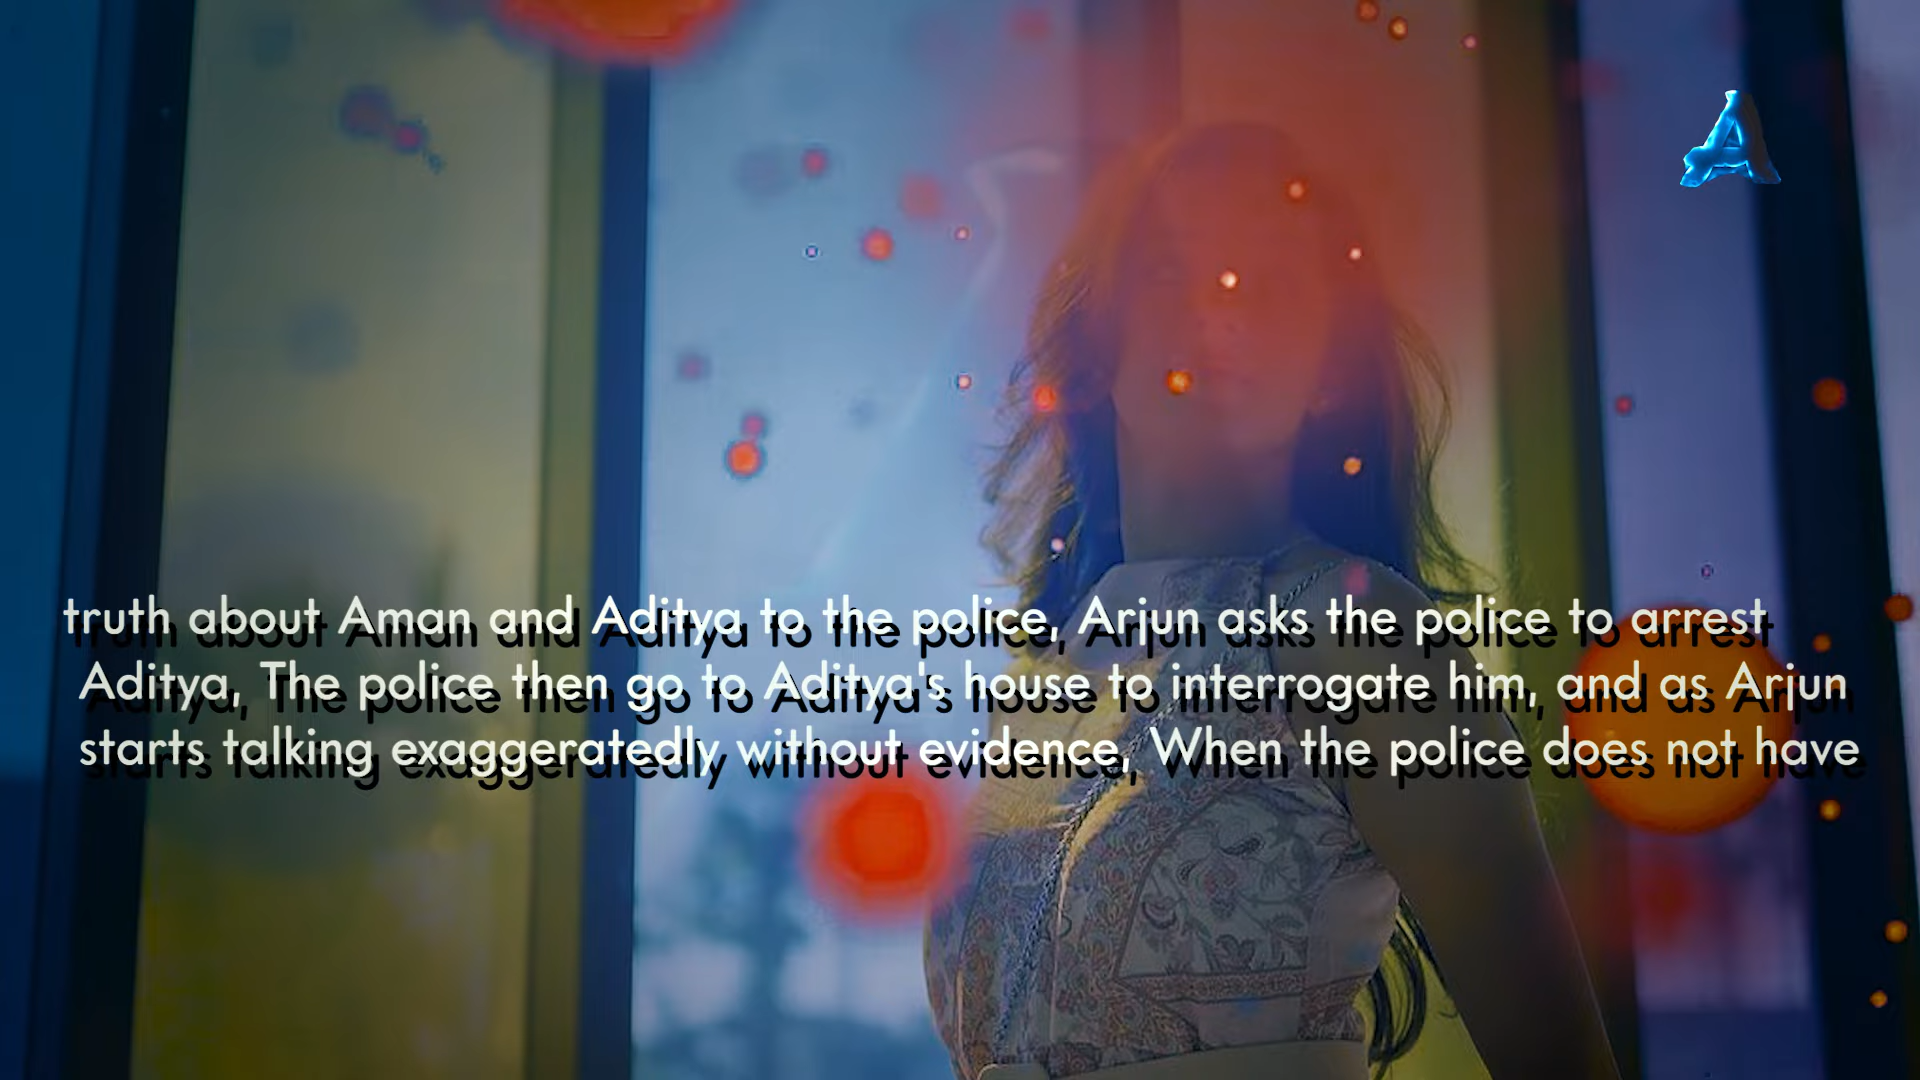 A
truth about Aman and Aditya to the police, Arjun asks the police to arrest
Aditya, The police then go to Aditya's house to interrogate him, and as Arjun
starts talking exaggeratedly without evidence, When the police does not have